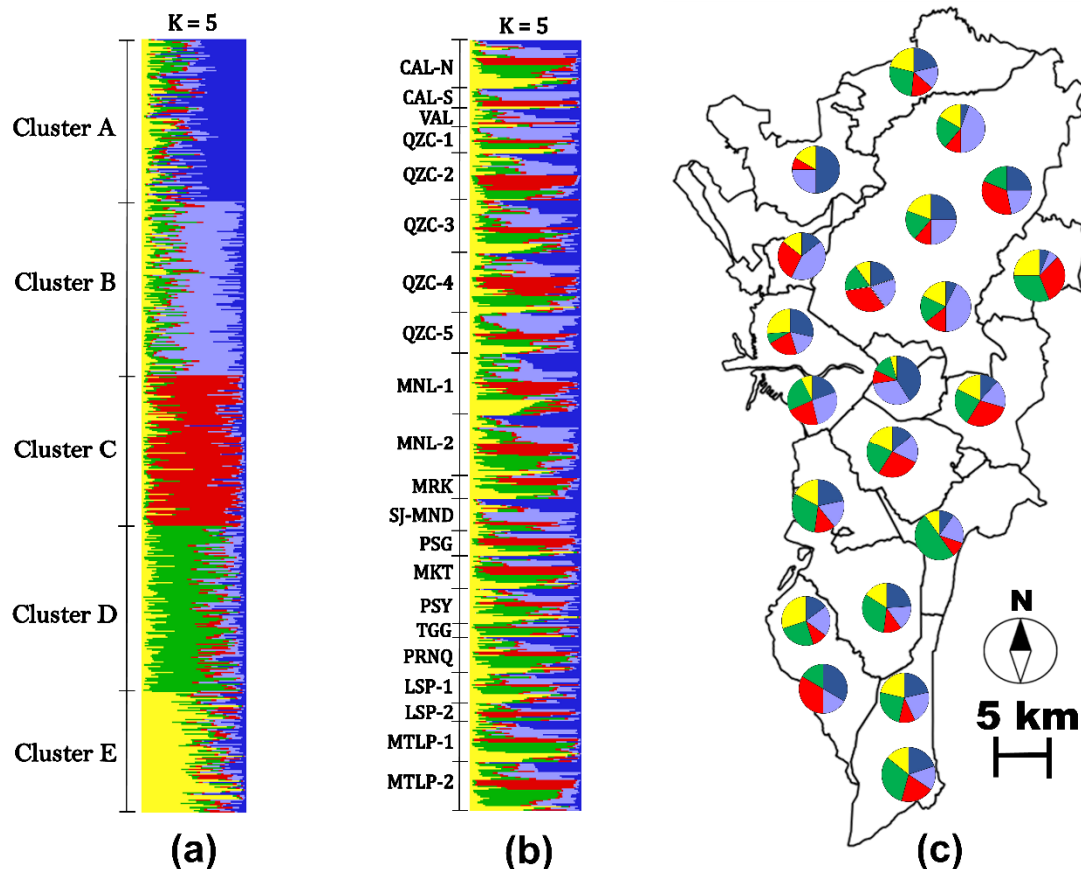 K = 5
Cluster A
Cluster B
Cluster C
Cluster D
Cluster E
(a)
K = 5
CAL-N
CAL-S
VAL
QZC-1
QZC-2
QZC-3
QZC-4
QZC-5
MNL-1
MNL-2
MRK
SJ-MND
PSG
MKT
PSY
TGG
PRNQ
LSP-1
LSP-2
MTLP-1
MTLP-2
(b)
N
5 km
(c)